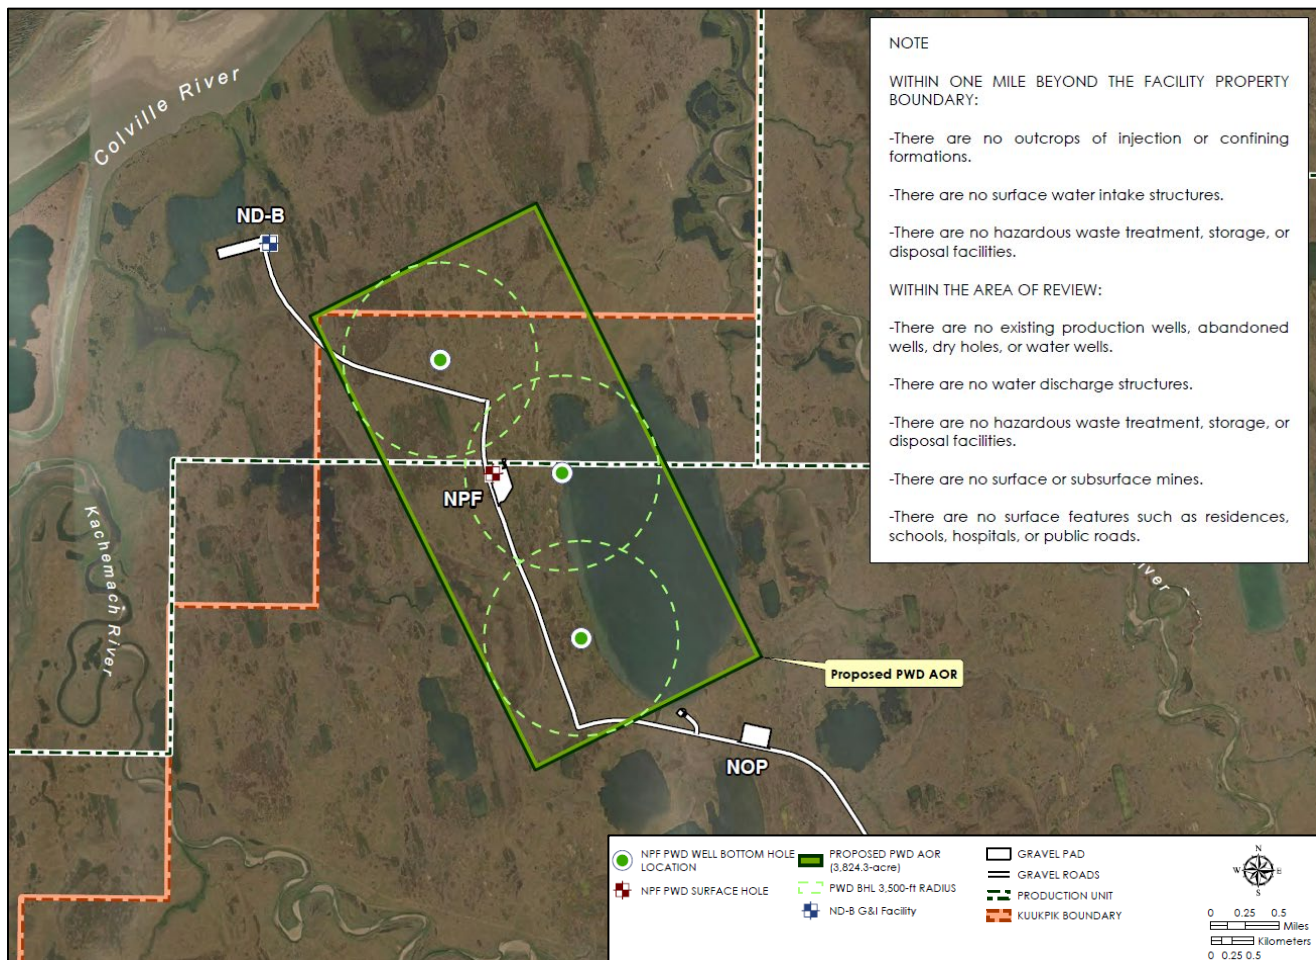 Colville River
ND-B
NPF
NOP
Kachemach River
River
Proposed PWD AOR
NOTE
WITHIN ONE MILE BEYOND THE FACILITY PROPERTY
BOUNDARY:
-There are no outcrops of injection or confining
formations.
-There are no surface water intake structures.
-There are no hazardous waste treatment, storage, or
disposal facilities.
WITHIN THE AREA OF REVIEW:
-There are no existing production wells, abandoned
wells, dry holes, or water wells.
-There are no water discharge structures.
-There are no hazardous waste treatment, storage, or
disposal facilities.
-There are no surface or subsurface mines.
-There are no surface features such as residences,
schools, hospitals, or public roads.
NPF PWD WELL BOTTOM HOLE
LOCATION
NPF PWD SURFACE HOLE
PROPOSED PWD AOR
(3,824.3-acre)
PWD BHL 3,500-ft RADIUS
ND-B G&I Facility
GRAVEL PAD
GRAVEL ROADS
PRODUCTION UNIT
KUUKPIK BOUNDARY
N
W E
S
0 0.25 0.5
Miles
Kilometers
0 0.25 0.5